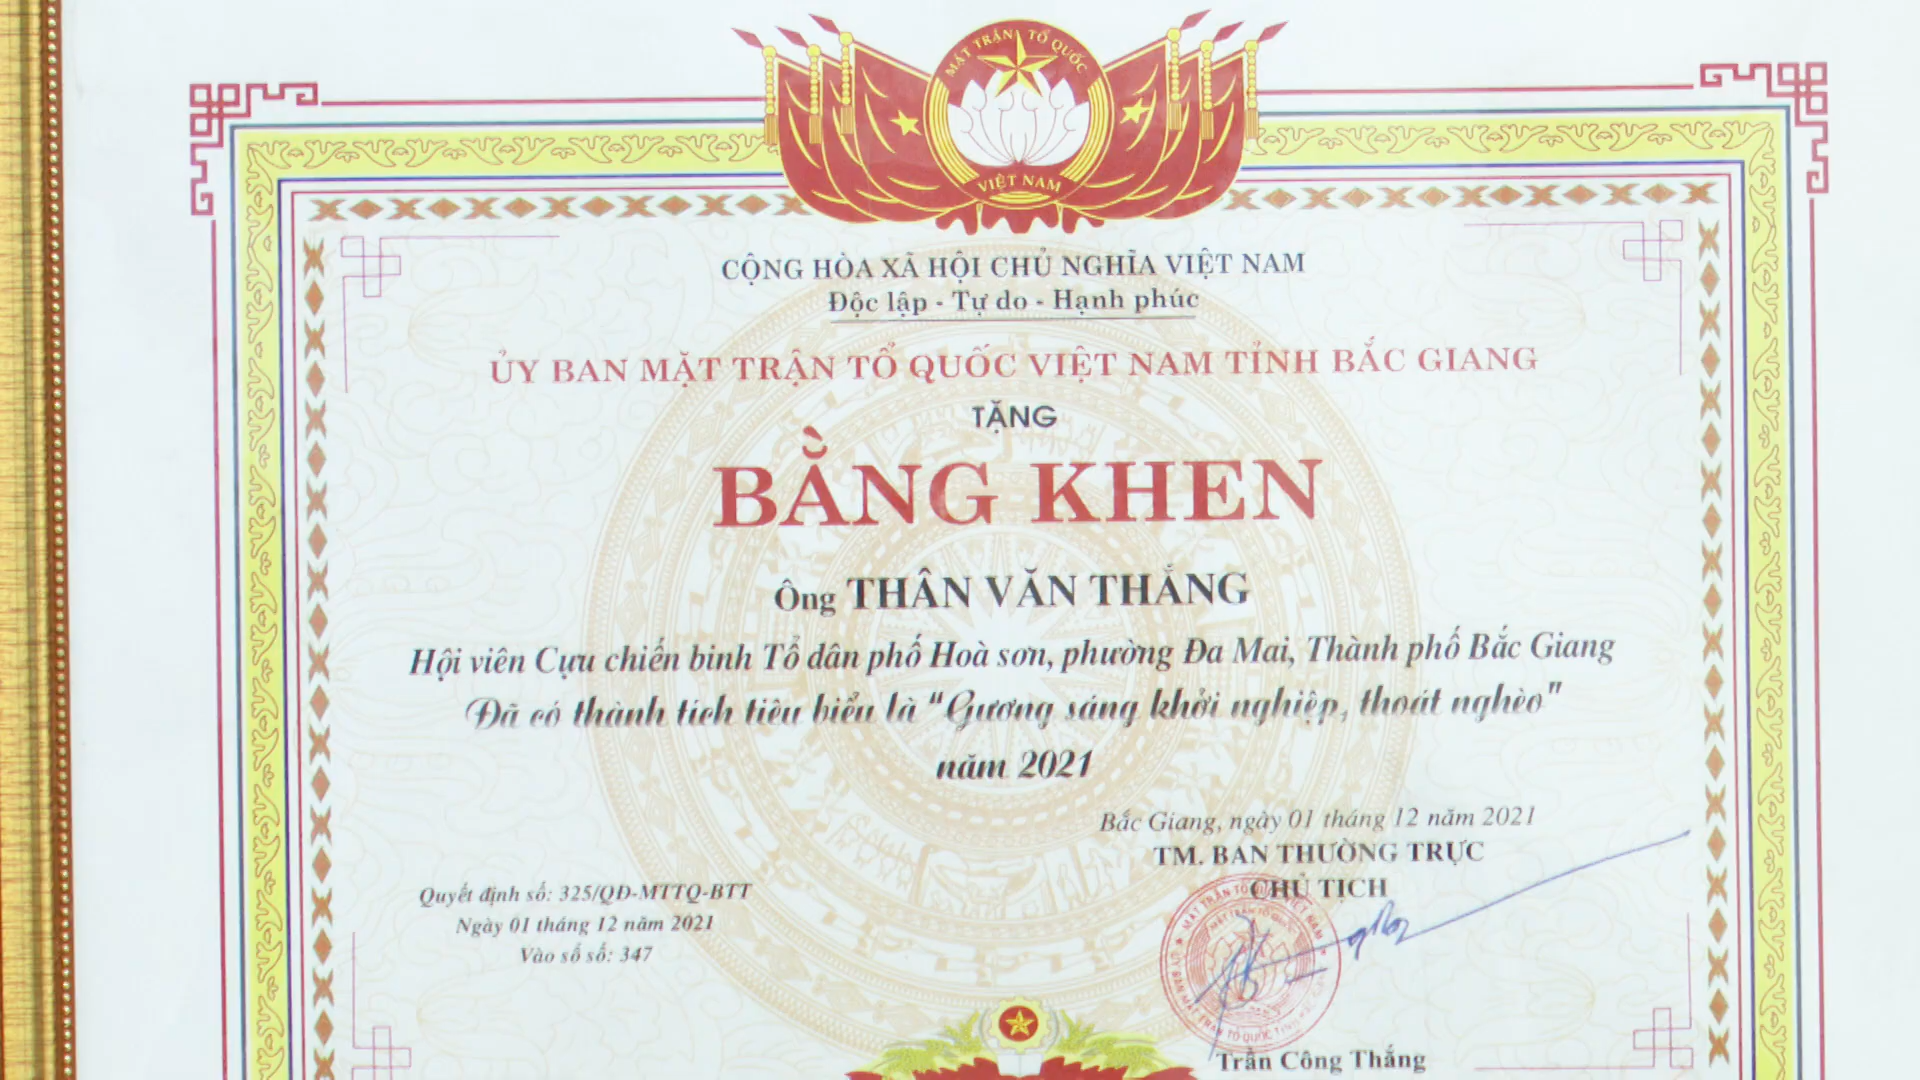 MẶT TRẬN TỔ QUỐC
VIỆT NAM
CỘNG HÒA XÃ HỘI CHỦ NGHĨA VIỆT NAM
Độc lập - Tự do - Hạnh phúc
ỦY BAN MẶT TRẬN TỔ QUỐC VIỆT NAM TỈNH BẮC GIANG
TẶNG
BẰNG KHEN
Ông THÂN VĂN THẮNG
Hội viên Cựu chiến binh Tổ dân phố Hoà sơn, phường Đa Mai, Thành phố Bắc Giang
Đã có thành tích tiêu biểu là "Gương sáng khởi nghiệp, thoát nghèo"
năm 2021
Bắc Giang, ngày 01 tháng 12 năm 2021
TM. BAN THƯỜNG TRỰC
CHỦ TỊCH
Quyết định số: 325/QĐ-MTTQ-BTT
Ngày 01 tháng 12 năm 2021
Vào sổ số: 347
Trần Công Thắng